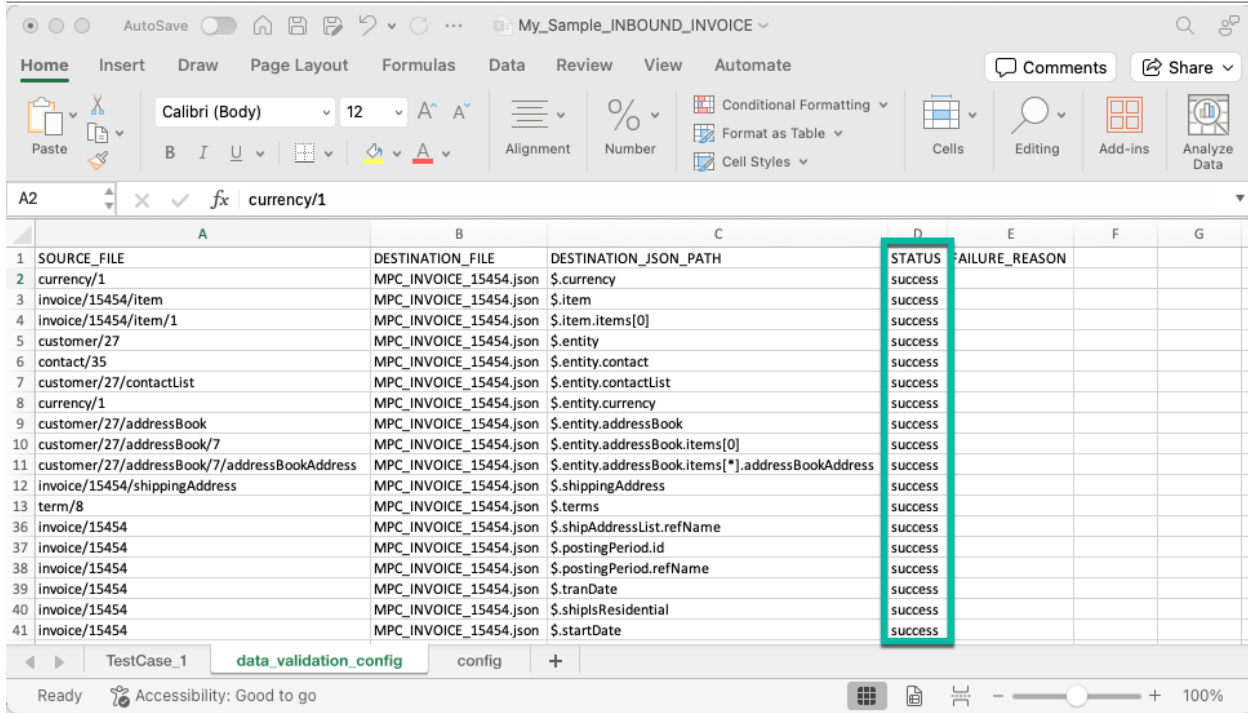 AutoSave My_Sample_INBOUND_INVOICE
Home Insert Draw Page Layout Formulas Data Review View Automate Comments Share
Calibri (Body) 12 Conditional Formatting
Format as Table
Paste B I U A Alignment Number Cell Styles Cells Editing Add-ins Analyze
Data
A2 fx currency/1
A B C D E F G
1 SOURCE_FILE DESTINATION_FILE DESTINATION_JSON_PATH STATUS FAILURE_REASON
2 currency/1 MPC_INVOICE_15454.json $.currency success
3 invoice/15454/item MPC_INVOICE_15454.json $.item success
4 invoice/15454/item/1 MPC_INVOICE_15454.json $.item.items[0] success
5 customer/27 MPC_INVOICE_15454.json $.entity success
6 contact/35 MPC_INVOICE_15454.json $.entity.contact success
7 customer/27/contactList MPC_INVOICE_15454.json $.entity.contactList success
8 currency/1 MPC_INVOICE_15454.json $.entity.currency success
9 customer/27/addressBook MPC_INVOICE_15454.json $.entity.addressBook success
10 customer/27/addressBook/7 MPC_INVOICE_15454.json $.entity.addressBook.items[0] success
11 customer/27/addressBook/7/addressBookAddress MPC_INVOICE_15454.json $.entity.addressBook.items[*].addressBookAddress success
12 invoice/15454/shippingAddress MPC_INVOICE_15454.json $.shippingAddress success
13 term/8 MPC_INVOICE_15454.json $.terms success
36 invoice/15454 MPC_INVOICE_15454.json $.shipAddressList.refName success
37 invoice/15454 MPC_INVOICE_15454.json $.postingPeriod.id success
38 invoice/15454 MPC_INVOICE_15454.json $.postingPeriod.refName success
39 invoice/15454 MPC_INVOICE_15454.json $.tranDate success
40 invoice/15454 MPC_INVOICE_15454.json $.shipIsResidential success
41 invoice/15454 MPC_INVOICE_15454.json $.startDate success
TestCase_1 data_validation_config config +
Ready Accessibility: Good to go 100%